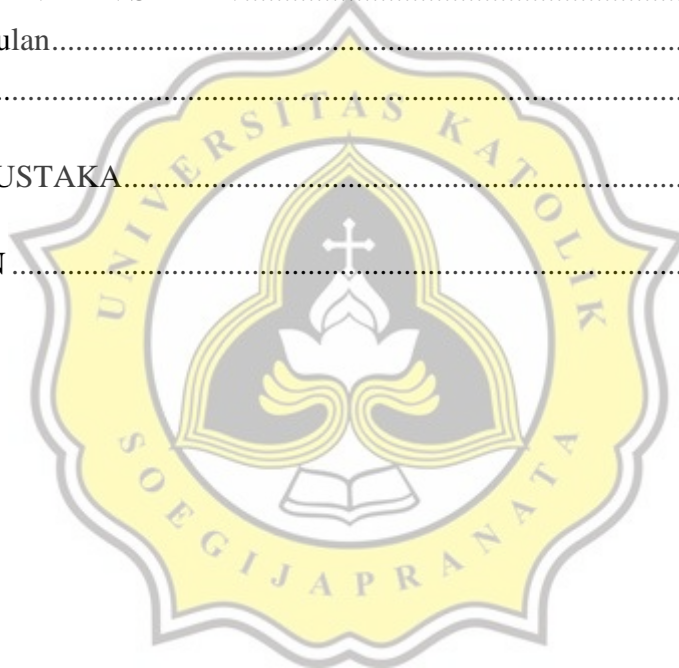 ulan....................................................................
............................................................................
USTAKA........................................................
N ..........................................................................
UNIVERSITAS KATOLIK
SOEGIJAPRANATA